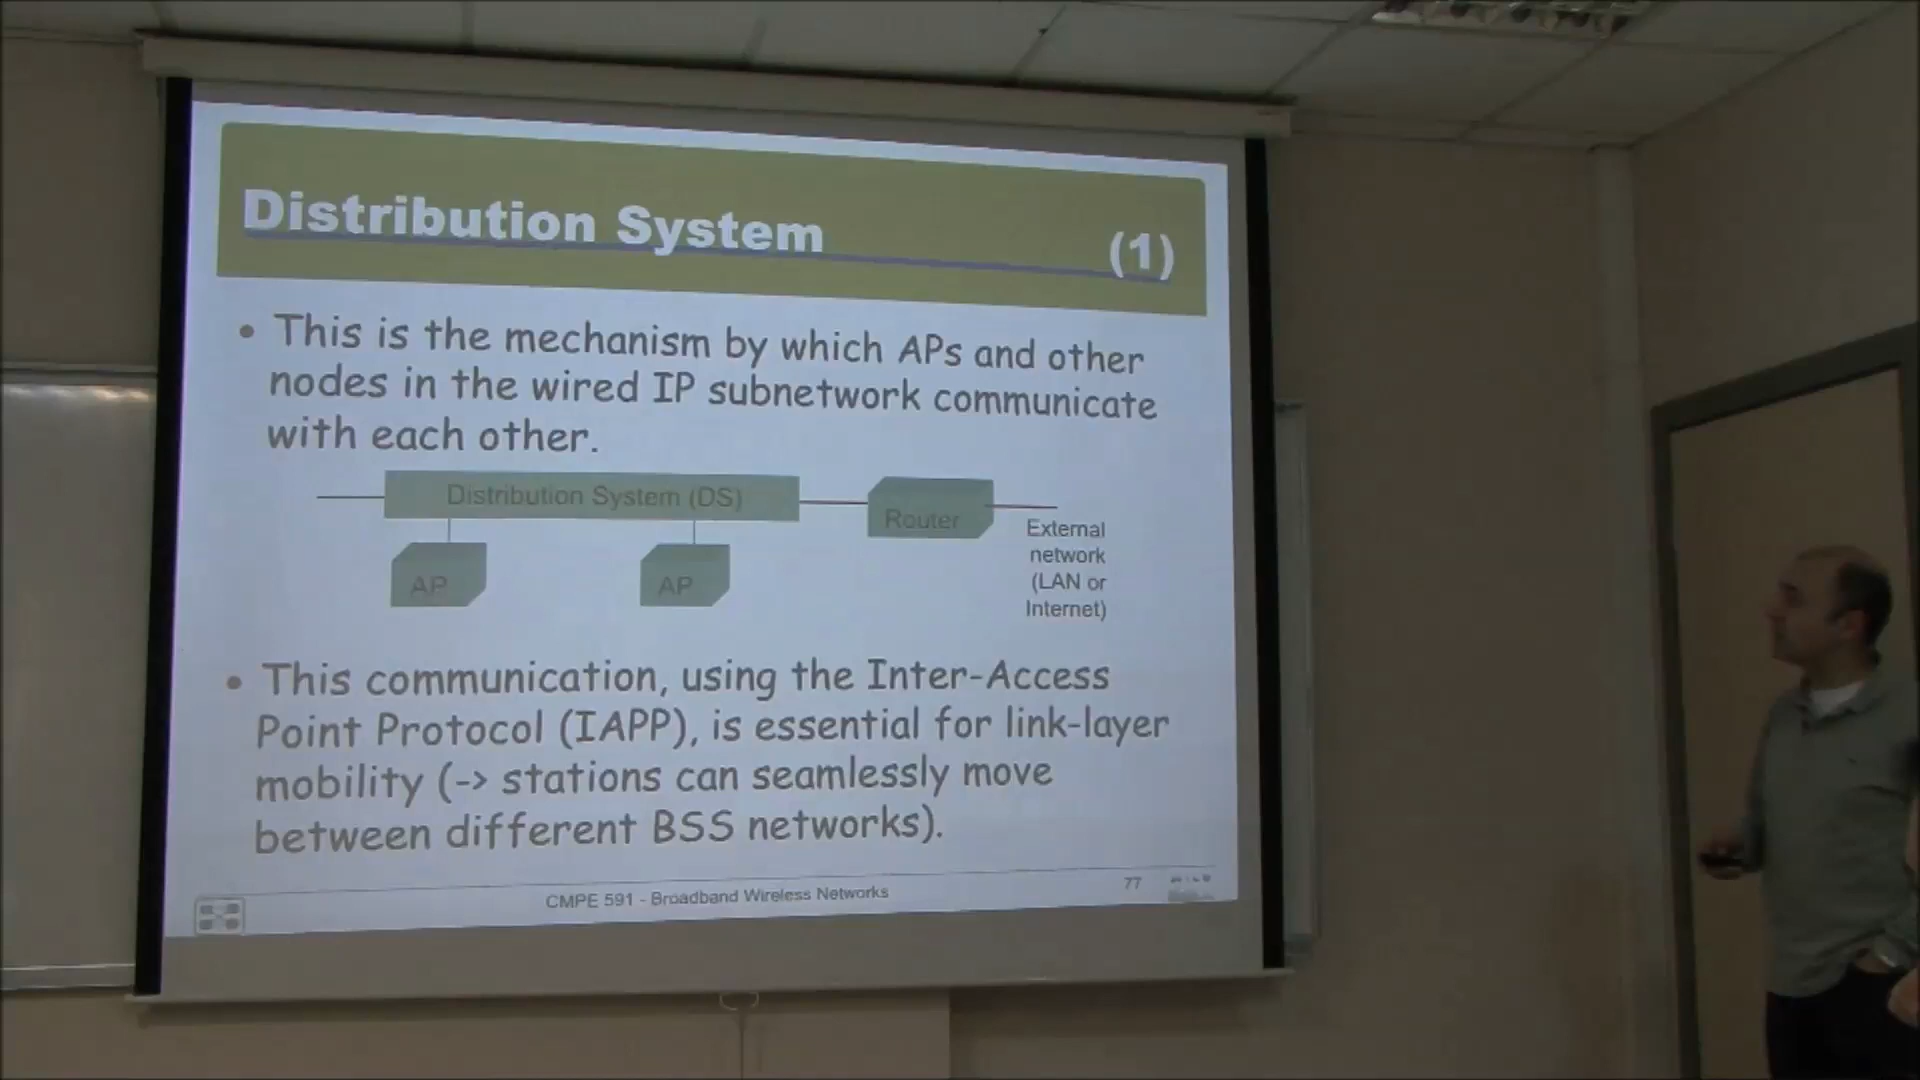 Distribution System (1)
• This is the mechanism by which APs and other
nodes in the wired IP subnetwork communicate
with each other.
Distribution System (DS)
Router
AP
AP
External
network
(LAN or
Internet)
• This communication, using the Inter-Access
Point Protocol (IAPP), is essential for link-layer
mobility (-> stations can seamlessly move
between different BSS networks).
CMPE 591 - Broadband Wireless Networks
77